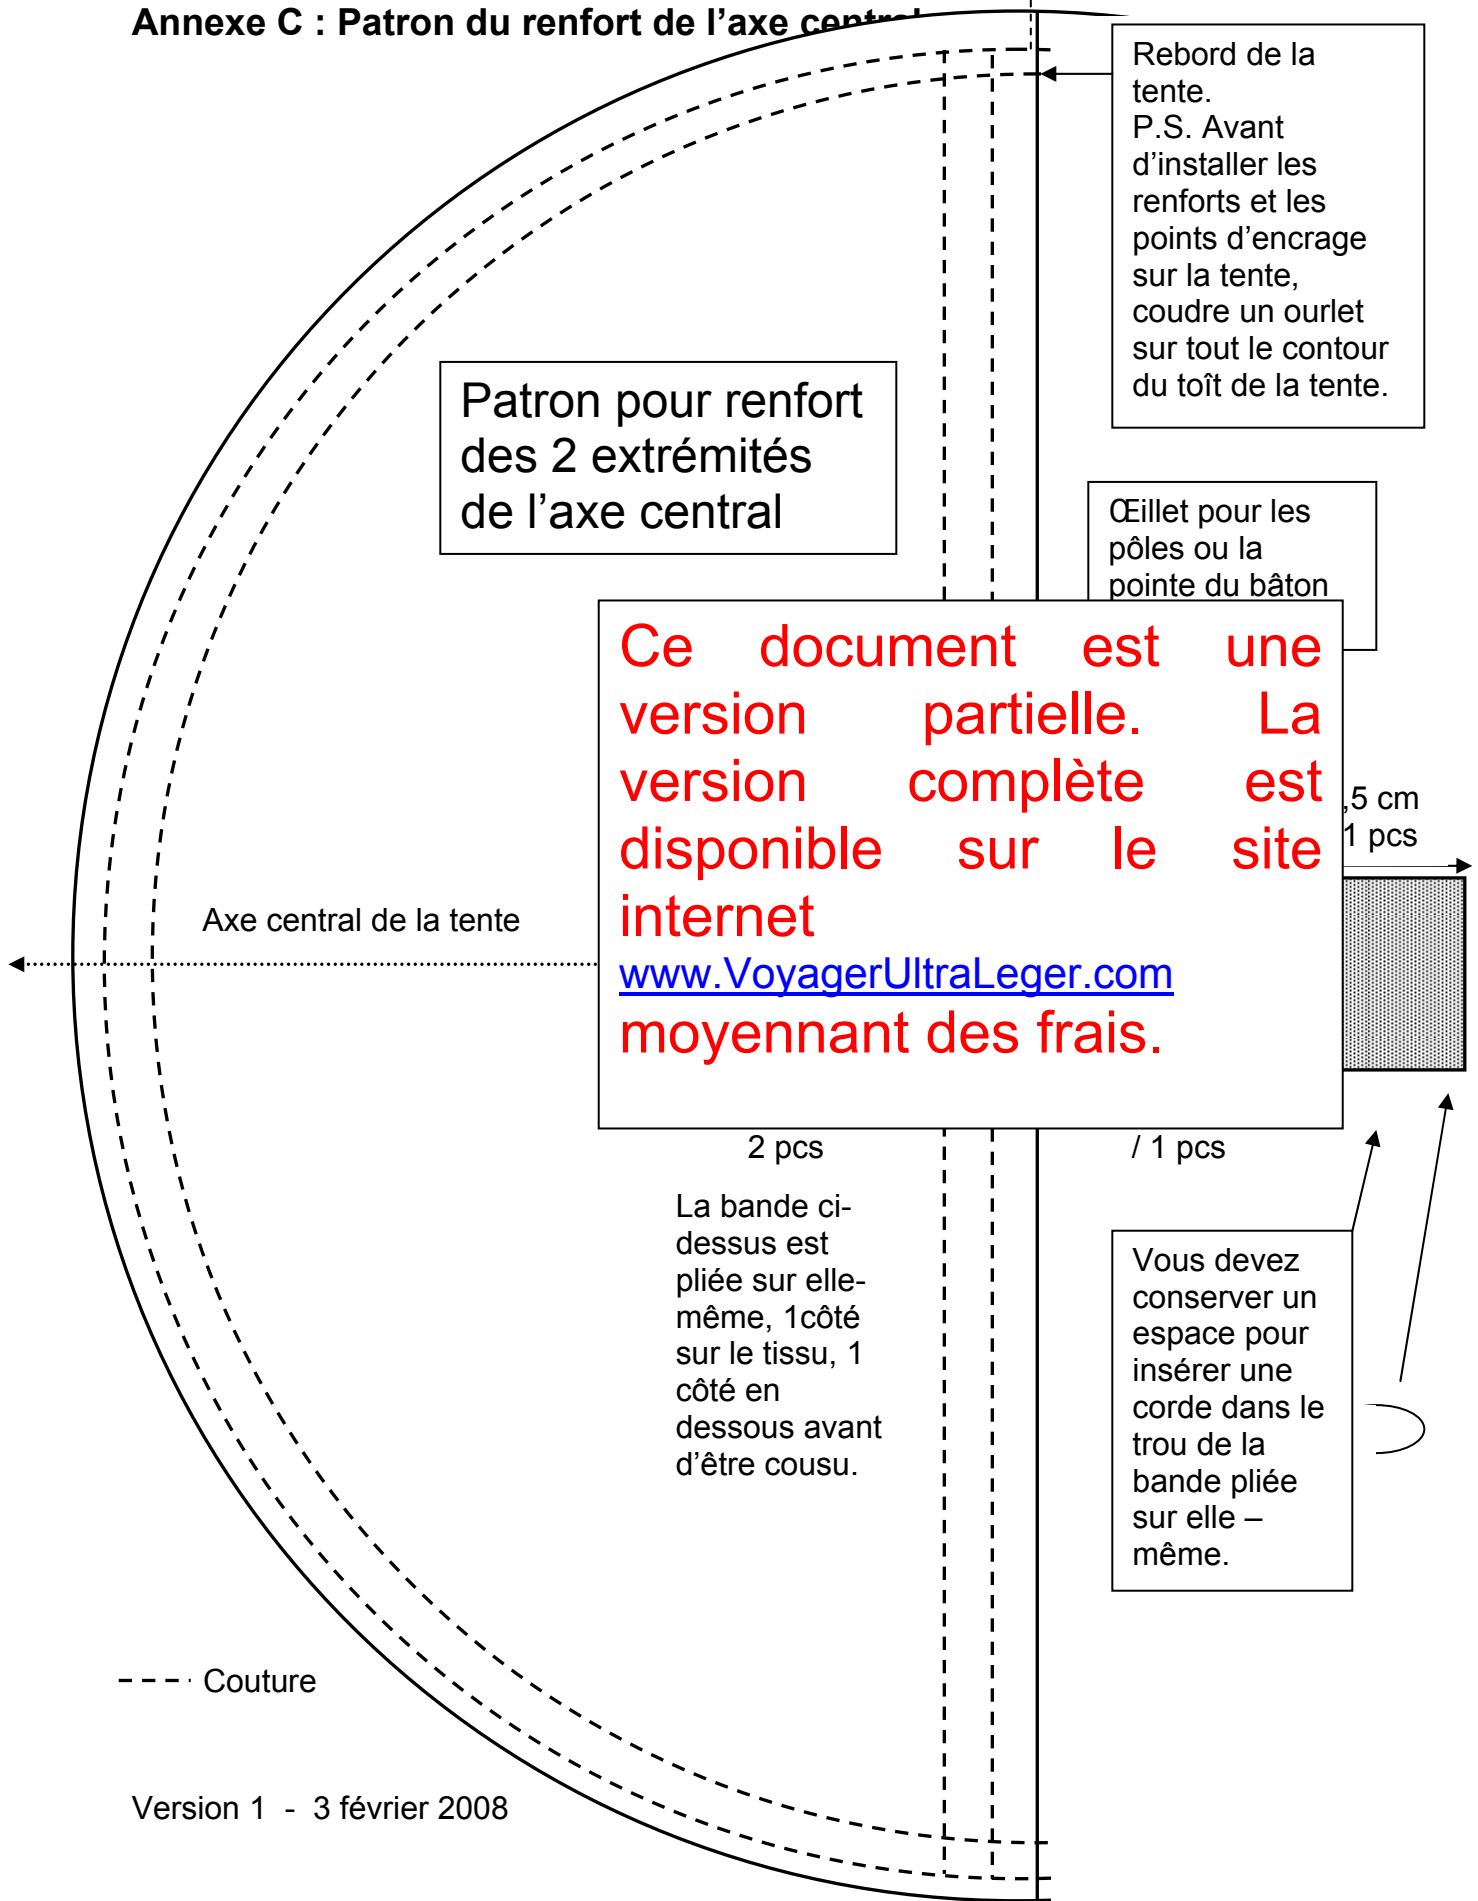 Annexe C : Patron du renfort de l’axe central
Rebord de la
tente.
P.S. Avant
d’installer les
renforts et les
points d’encrage
sur la tente,
coudre un ourlet
sur tout le contour
du toît de la tente.
Patron pour renfort
des 2 extrémités
de l’axe central
Œillet pour les
pôles ou la
pointe du bâton
Ce document est une
version partielle. La
version complète est
disponible sur le site
internet
www.VoyagerUltraLeger.com
moyennant des frais.
,5 cm
1 pcs
Axe central de la tente
2 pcs
/ 1 pcs
La bande ci-
dessus est
pliée sur elle-
même, 1côté
sur le tissu, 1
côté en
dessous avant
d’être cousu.
Vous devez
conserver un
espace pour
insérer une
corde dans le
trou de la
bande pliée
sur elle –
même.
Couture
Version 1 - 3 février 2008